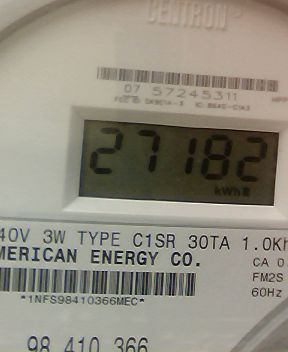 CENTRON®
07 57245311
27182
kWh
40V 3W TYPE C1SR 30TA 1.0Kh
MERICAN ENERGY CO.
CA 0.
FM2S
*1NFS98410366MEC*
60Hz
98 410 366